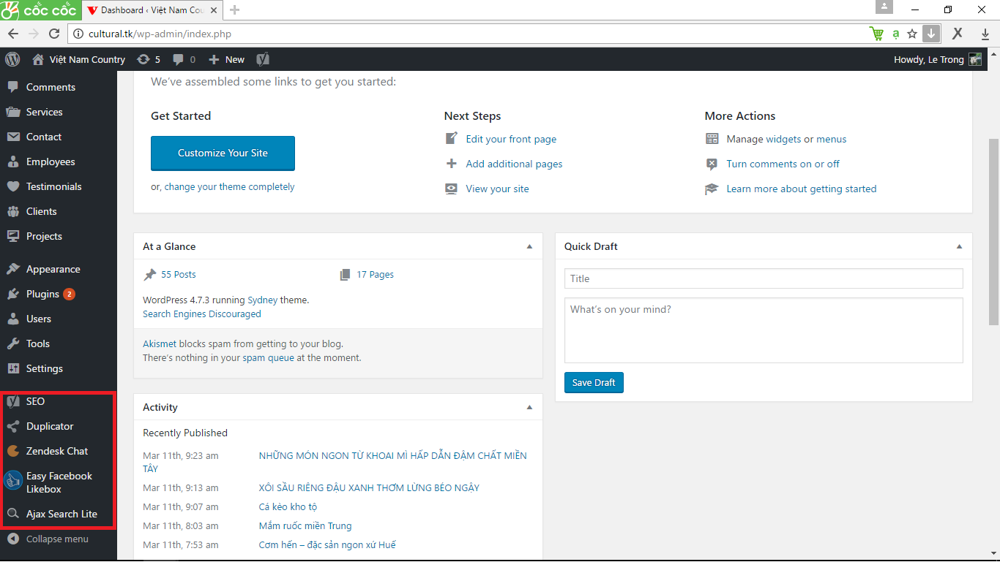 cốc cốc
Dashboard ‹ Việt Nam Cou
cultural.tk/wp-admin/index.php
Việt Nam Country 5 0 New
Howdy, Le Trong
Comments
Services
Contact
Employees
Testimonials
Clients
Projects
Appearance
Plugins 2
Users
Tools
Settings
SEO
Duplicator
Zendesk Chat
Easy Facebook
Likebox
Ajax Search Lite
Collapse menu
We've assembled some links to get you started:
Get Started
Customize Your Site
or, change your theme completely
Next Steps
Edit your front page
Add additional pages
View your site
More Actions
Manage widgets or menus
Turn comments on or off
Learn more about getting started
At a Glance
55 Posts
17 Pages
WordPress 4.7.3 running Sydney theme.
Search Engines Discouraged
Akismet blocks spam from getting to your blog.
There's nothing in your spam queue at the moment.
Activity
Recently Published
Mar 11th, 9:23 am NHỮNG MÓN NGON TỪ KHOAI MÌ HẤP DẪN ĐẬM CHẤT MIỀN
TÂY
Mar 11th, 9:13 am XÔI SẦU RIÊNG ĐẬU XANH THƠM LỪNG BÉO NGẬY
Mar 11th, 9:07 am Cá kèo kho tộ
Mar 11th, 8:03 am Mắm ruốc miền Trung
Mar 11th, 7:53 am Cơm hến – đặc sản ngon xứ Huế
Quick Draft
Title
What's on your mind?
Save Draft